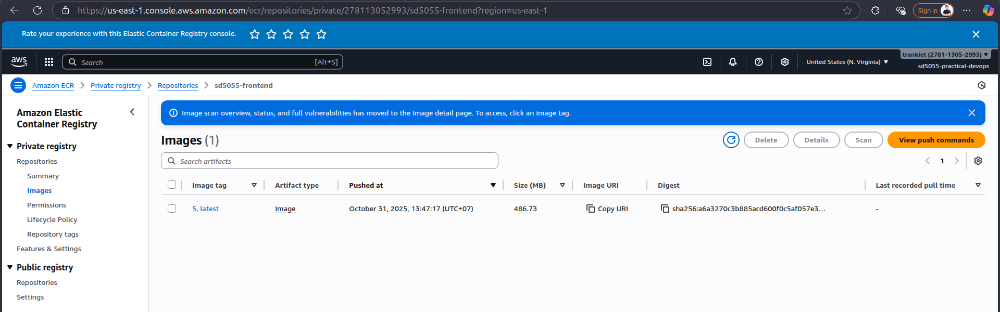 https://us-east-1.console.aws.amazon.com/ecr/repositories/private/278113052993/sd5055-frontend?region=us-east-1
Sign in
Rate your experience with this Elastic Container Registry console.
aws
Search [Alt+S]
United States (N. Virginia)
trankiet (2781-1305-2993)
sd5055-practical-devops
Amazon ECR Private registry Repositories sd5055-frontend
Amazon Elastic
Container Registry
Private registry
Repositories
Summary
Images
Permissions
Lifecycle Policy
Repository tags
Features & Settings
Public registry
Repositories
Settings
Image scan overview, status, and full vulnerabilities has moved to the Image detail page. To access, click an image tag.
Images (1)
Delete Details Scan View push commands
Search artifacts
1
Image tag Artifact type Pushed at Size (MB) Image URI Digest Last recorded pull time
5, latest Image October 31, 2025, 13:47:17 (UTC+07) 486.73 Copy URI sha256:a6a3270c3b885acd600f0c5af057e3... -